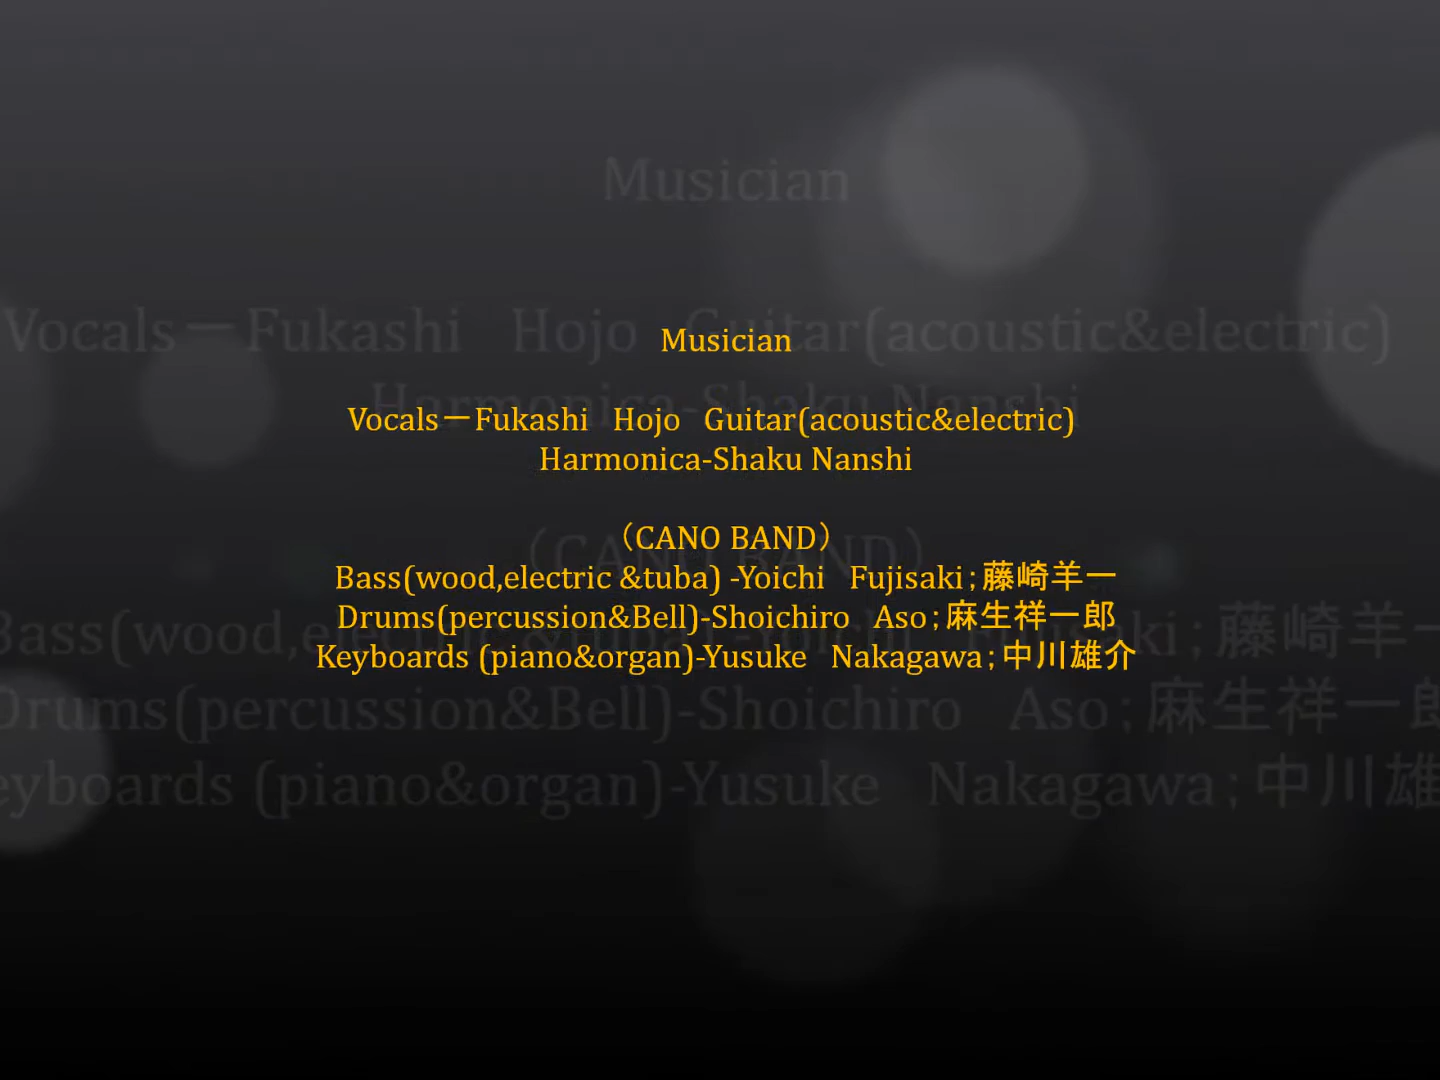 Musician
Vocals－Fukashi Hojo Guitar(acoustic&electric)
Harmonica-Shaku Nanshi
（CANO BAND）
Bass(wood,electric &tuba) -Yoichi Fujisaki；藤崎羊一
Drums(percussion&Bell)-Shoichiro Aso；麻生祥一郎
Keyboards (piano&organ)-Yusuke Nakagawa；中川雄介